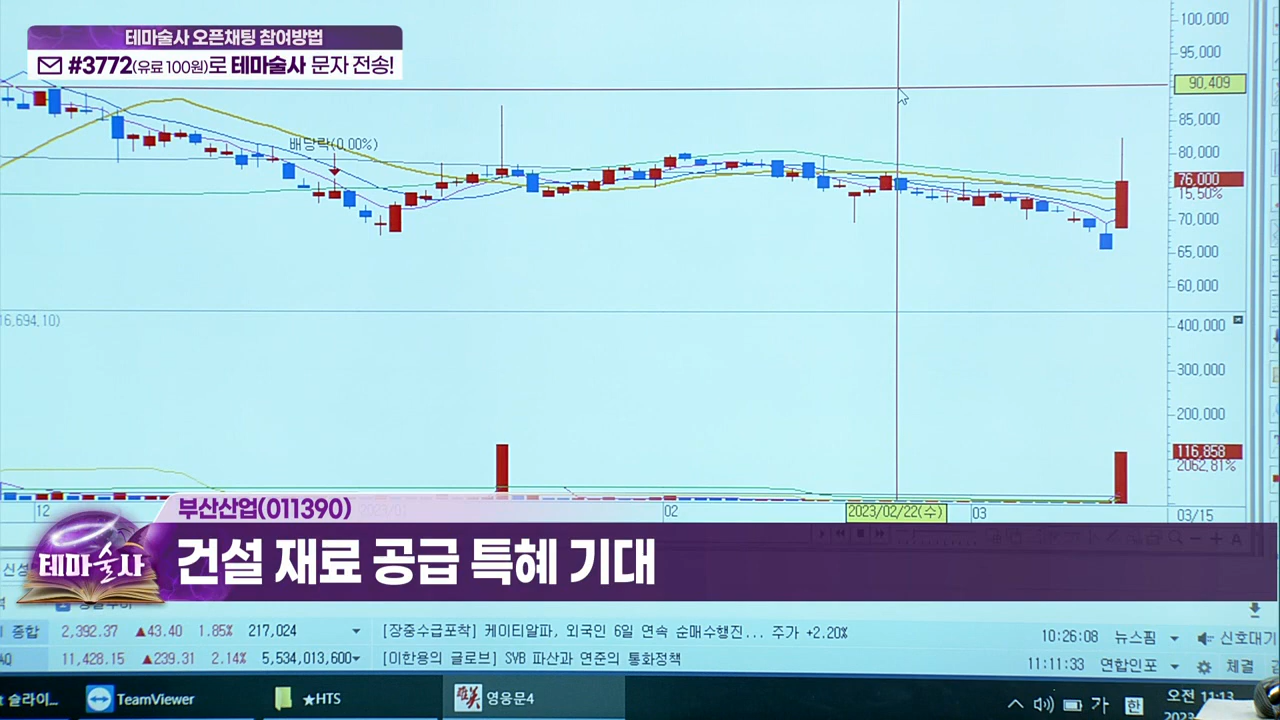 테마술사 오픈채팅 참여방법
#3772(유료 100원)로 테마술사 문자 전송!
100,000
95,000
90,409
85,000
80,000
76,000
15,50%
70,000
65,000
60,000
배당락(0,00%)
16,694,10)
400,000
300,000
200,000
116,858
2062,81%
12
02
2023/02/22(수)
03
03/15
부산산업(011390)
테마술사
건설 재료 공급 특혜 기대
종합 2,392.37 ▲43.40 1.85% 217,024 [장중수급포착] 케이티알파, 외국인 6일 연속 순매수행진... 주가 +2.20% 10:26:08 뉴스핌 신호대기
11,428.15 ▲239.31 2.14% 5,534,013,600 [이한용의 글로브] SVB 파산과 연준의 통화정책 11:11:33 연합인포 체결
슬라이... TeamViewer ★HTS 영웅문4 가 한 오전 11:13